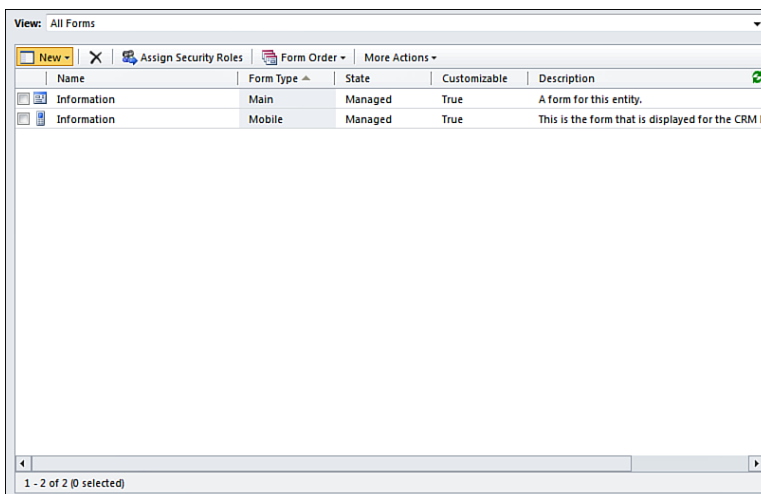 View: All Forms
New Assign Security Roles Form Order More Actions
Name Form Type State Customizable Description
Information Main Managed True A form for this entity.
Information Mobile Managed True This is the form that is displayed for the CRM
1 - 2 of 2 (0 selected)